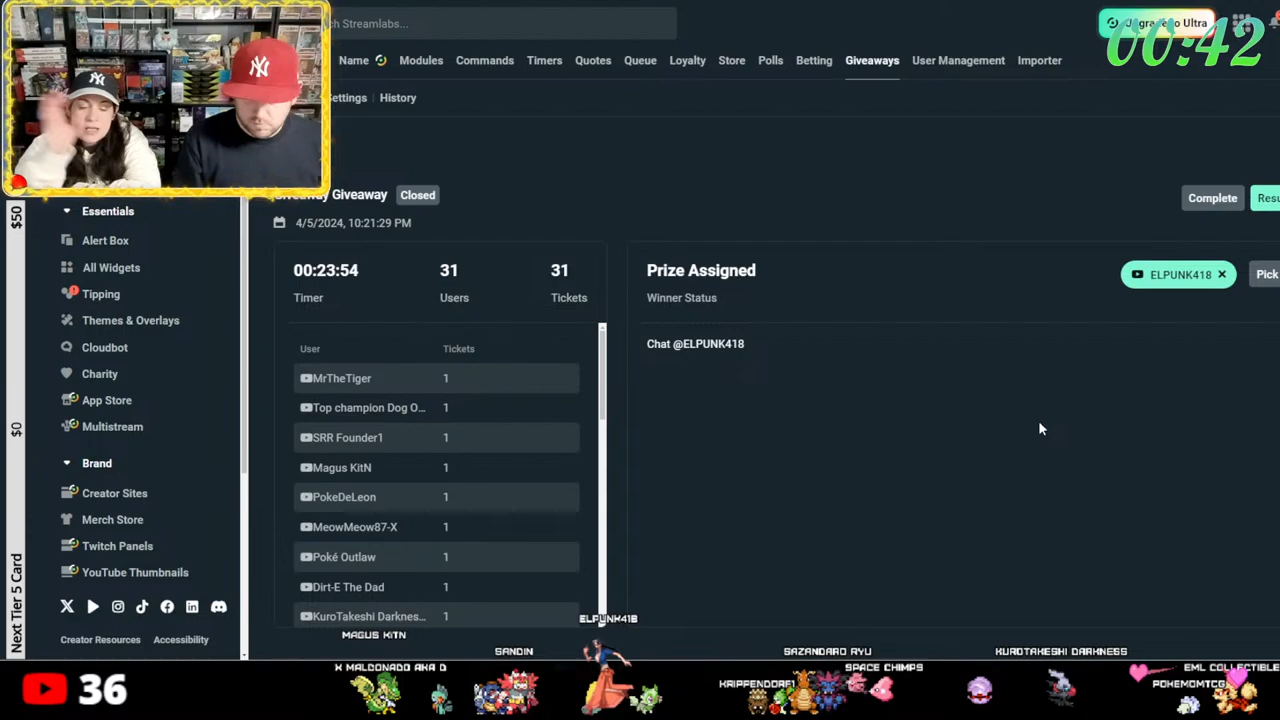 ch Streamlabs...
Upgrade to Ultra
00:42
Name Modules Commands Timers Quotes Queue Loyalty Store Polls Betting Giveaways User Management Importer
ettings History
Giveaway Closed
4/5/2024, 10:21:29 PM
Complete
Resu
00:23:54 31 31
Timer Users Tickets
Prize Assigned
Winner Status
ELPUNK418 ×
Pick
Chat @ELPUNK418
User Tickets
MrTheTiger 1
Top champion Dog O... 1
SRR Founder1 1
Magus KitN 1
PokeDeLeon 1
MeowMeow87-X 1
Poké Outlaw 1
Dirt-E The Dad 1
KuroTakeshi Darknes... 1
Essentials
Alert Box
All Widgets
Tipping
Themes & Overlays
Cloudbot
Charity
App Store
Multistream
Brand
Creator Sites
Merch Store
Twitch Panels
YouTube Thumbnails
Creator Resources Accessibility
$50
$0
Next Tier 5 Card
ELPUNK418
MAGUS KITN
SANDIN
SAZANDARO RYU
KUROTAKESHI DARKNESS
X MALDONADO AKA D
SPACE CHIMPS
EML COLLECTIBLE
KRIPPENDORF1
POKEMOMTCG
36